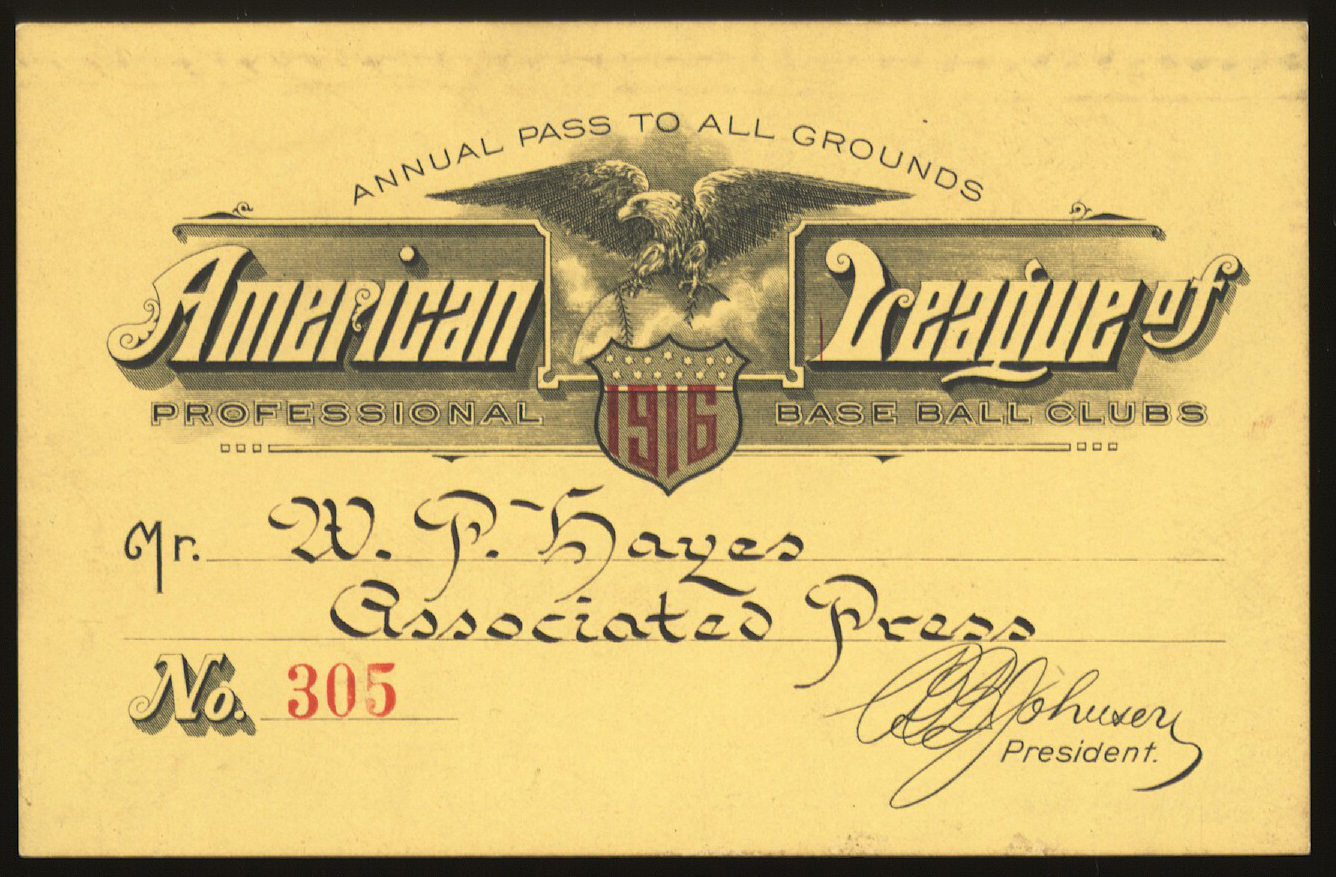 ANNUAL PASS TO ALL GROUNDS
American League of
PROFESSIONAL BASE BALL CLUBS
1916
Mr. W. P. Hayes
Associated Press
No. 305
BBJohnson
President.